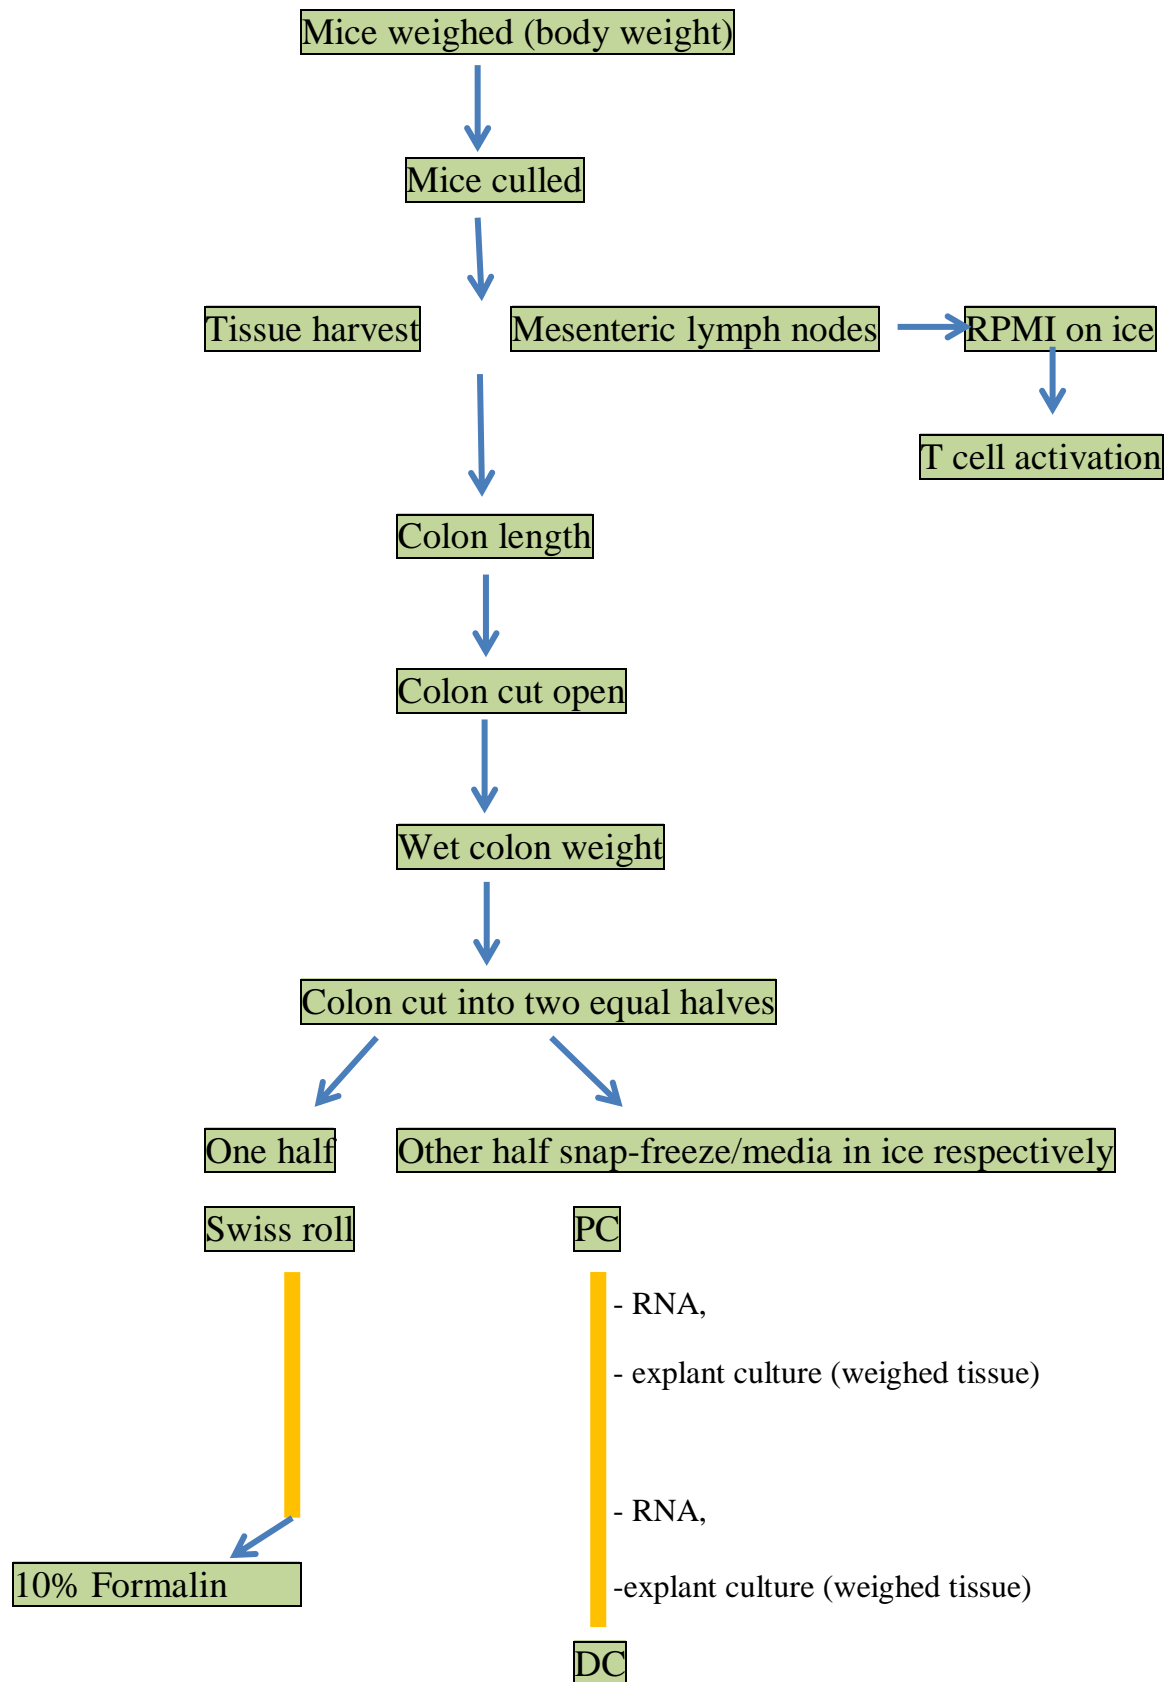 Mice weighed (body weight)
Mice culled
Tissue harvest
Mesenteric lymph nodes
RPMI on ice
T cell activation
Colon length
Colon cut open
Wet colon weight
Colon cut into two equal halves
One half
Other half snap-freeze/media in ice respectively
Swiss roll
PC
- RNA,
- explant culture (weighed tissue)
- RNA,
-explant culture (weighed tissue)
10% Formalin
DC